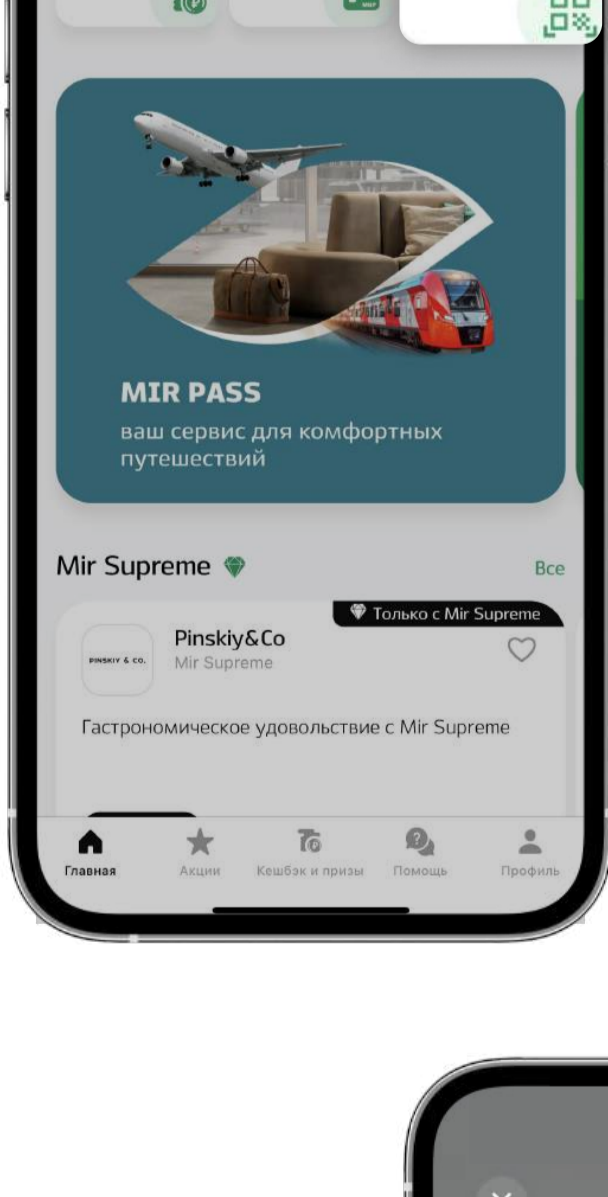 MIR PASS
ваш сервис для комфортных
путешествий
Mir Supreme
Все
Только с Mir Supreme
Pinskiy&Co
PINSKIY & CO.
Mir Supreme
Гастрономическое удовольствие с Mir Supreme
Главная
Акции
Кешбэк и призы
Помощь
Профиль